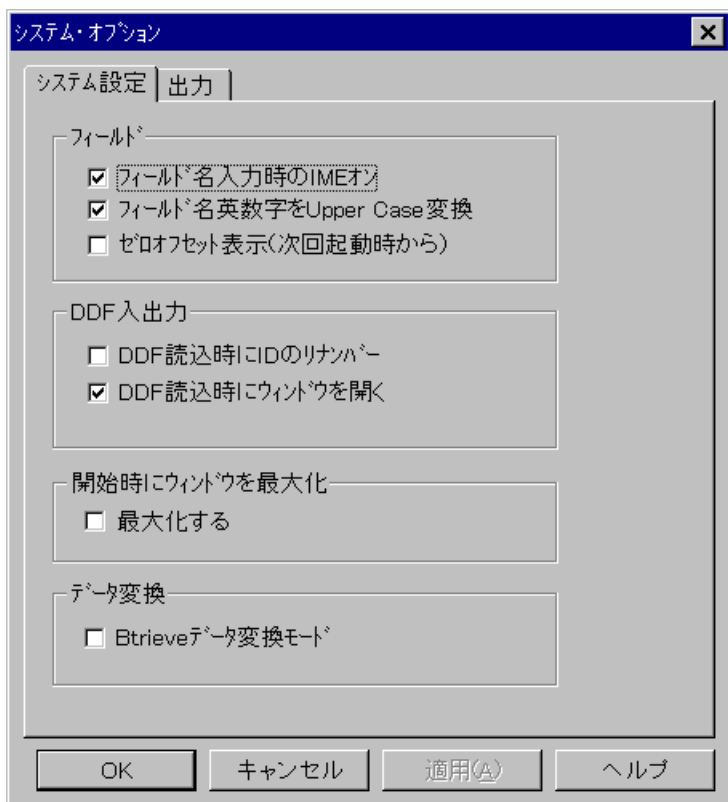 ｼｽﾃﾑ・ｵﾌﾟｼｮﾝ
ｼｽﾃﾑ設定
出力
ﾌｨｰﾙﾄﾞ
ﾌｨｰﾙﾄﾞ名入力時のIMEｵﾝ
ﾌｨｰﾙﾄﾞ名英数字をUpper Case変換
ｾﾞﾛｵﾌｾｯﾄ表示(次回起動時から)
DDF入出力
DDF読込時にIDのﾘﾅﾝﾊﾞｰ
DDF読込時にｳｨﾝﾄﾞｳを開く
開始時にｳｨﾝﾄﾞｳを最大化
最大化する
ﾃﾞｰﾀ変換
Btrieveﾃﾞｰﾀ変換ﾓｰﾄﾞ
OK
キャンセル
適用(A)
ヘルプ